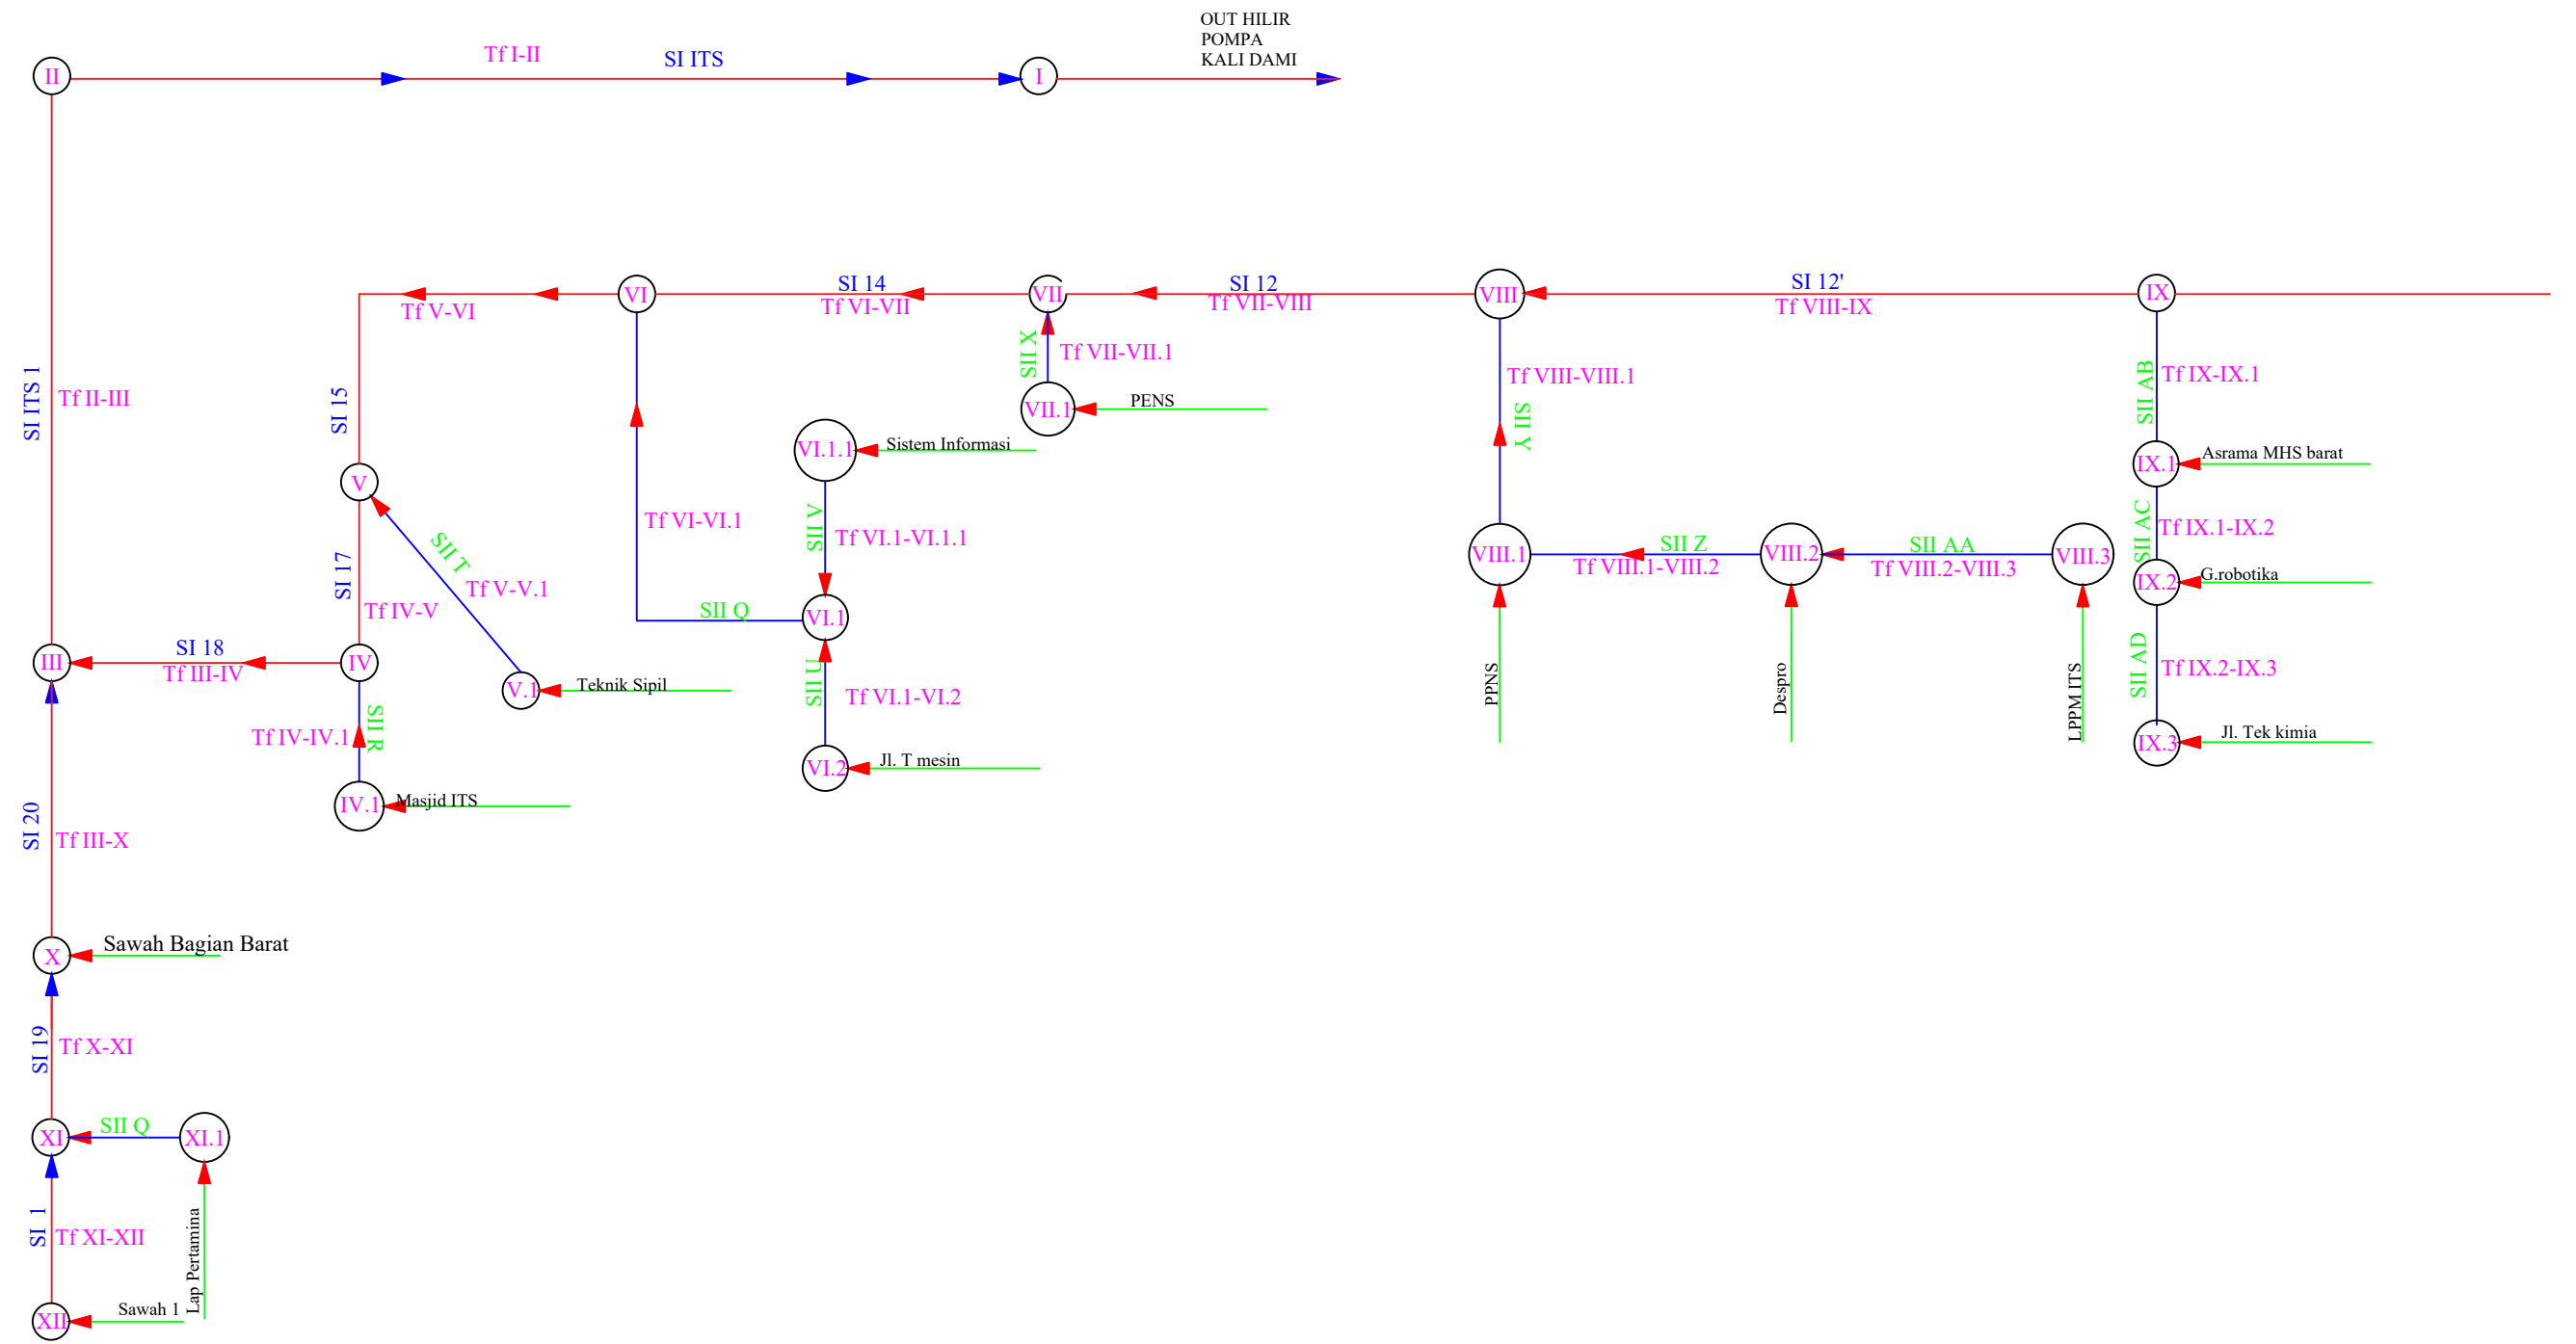 OUT HILIR
POMPA
KALI DAMI
Tf I-II
SI ITS
II
I
SI 14
SI 12
SI 12'
VI
VII
VIII
IX
Tf V-VI
Tf VI-VII
Tf VII-VIII
Tf VIII-IX
SII X
Tf VII-VII.1
Tf VIII-VIII.1
Tf IX-IX.1
SII AB
SI ITS 1
Tf II-III
SI 15
VII.1
PENS
SII Y
VI.1.1
Sistem Informasi
IX.1
Asrama MHS barat
V
SII T
SII V
Tf VI-VI.1
Tf VI.1-VI.1.1
SII AC
Tf IX.1-IX.2
VIII.1
SII Z
Tf VIII.1-VIII.2
VIII.2
SII AA
Tf VIII.2-VIII.3
VIII.3
SI 17
Tf V-V.1
IX.2
G.robotika
Tf IV-V
SII Q
VI.1
III
SI 18
Tf III-IV
IV
V.1
Teknik Sipil
SII U
Tf VI.1-VI.2
PPNS
Despro
LPPM ITS
SII AD
Tf IX.2-IX.3
Tf IV-IV.1
SII R
VI.2
Jl. T mesin
IX.3
Jl. Tek kimia
IV.1
Masjid ITS
SI 20
Tf III-X
X
Sawah Bagian Barat
SI 19
Tf X-XI
XI
SII Q
XI.1
SI 1
Tf XI-XII
Lap Pertamina
XII
Sawah 1